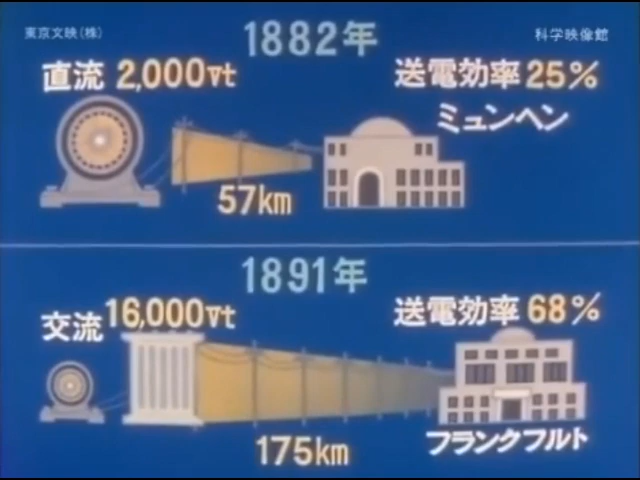 東京文映(株)
科学映像館
1882年
直流 2,000Vt
送電効率 25%
ミュンヘン
57km
1891年
交流 16,000Vt
送電効率 68%
175km
フランクフルト